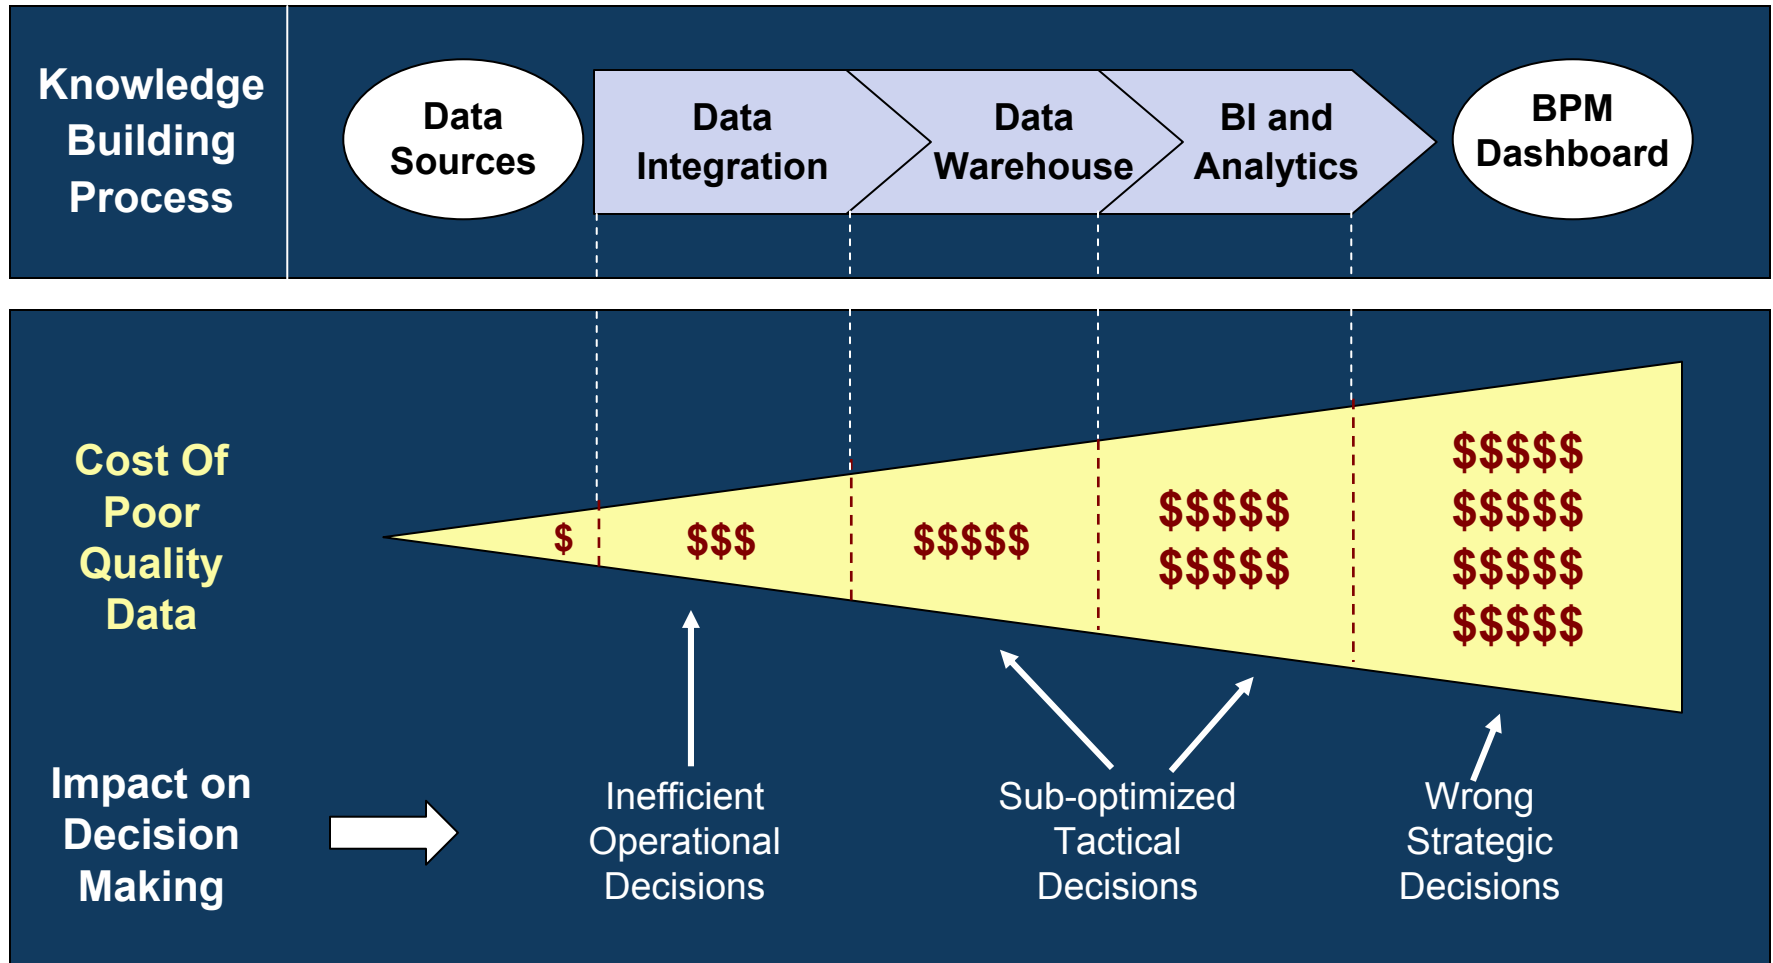 Knowledge
Building
Process
Data
Sources
Data
Integration
Data
Warehouse
BI and
Analytics
BPM
Dashboard
Cost Of
Poor
Quality
Data
$
$$$
$$$$$
$$$$$
$$$$$
$$$$$
$$$$$
$$$$$
$$$$$
Impact on
Decision
Making
Inefficient
Operational
Decisions
Sub-optimized
Tactical
Decisions
Wrong
Strategic
Decisions